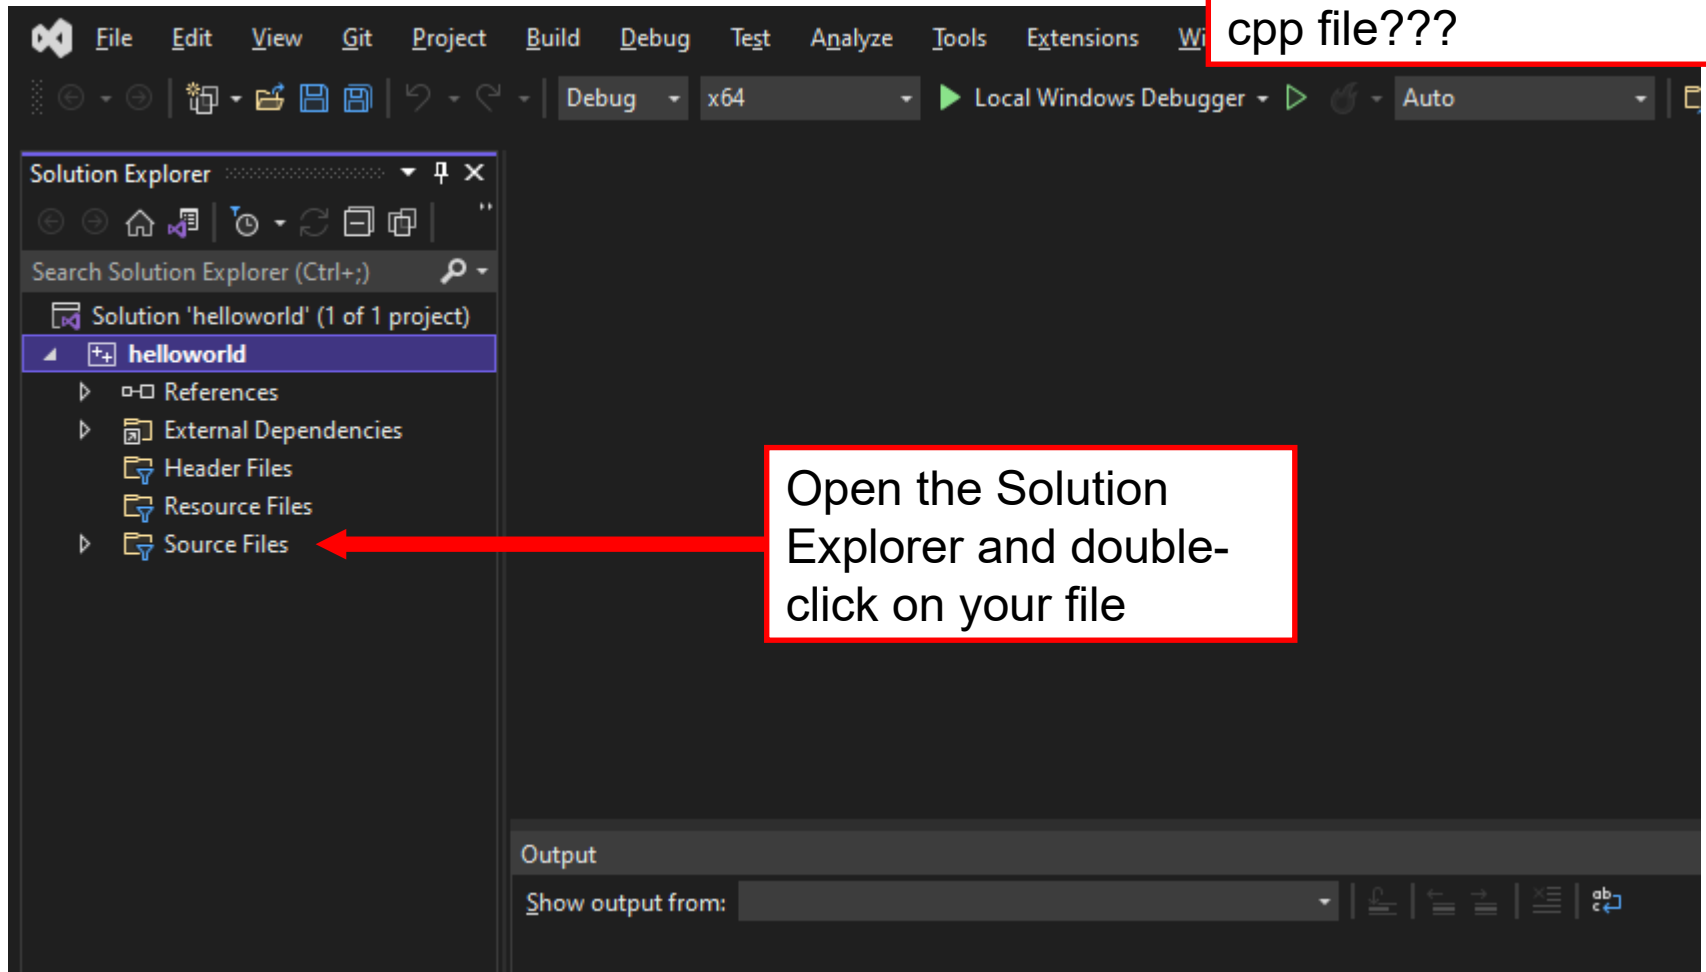 cpp file???
File Edit View Git Project Build Debug Test Analyze Tools Extensions
Debug x64 Local Windows Debugger Auto
Solution Explorer
Search Solution Explorer (Ctrl+;)
Solution 'helloworld' (1 of 1 project)
helloworld
References
External Dependencies
Header Files
Resource Files
Source Files
Open the Solution
Explorer and double-
click on your file
Output
Show output from: